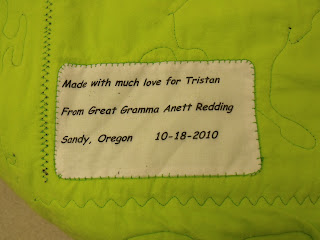 Made with much love for Tristan
From Great Gramma Anett Redding
Sandy, Oregon 10-18-2010